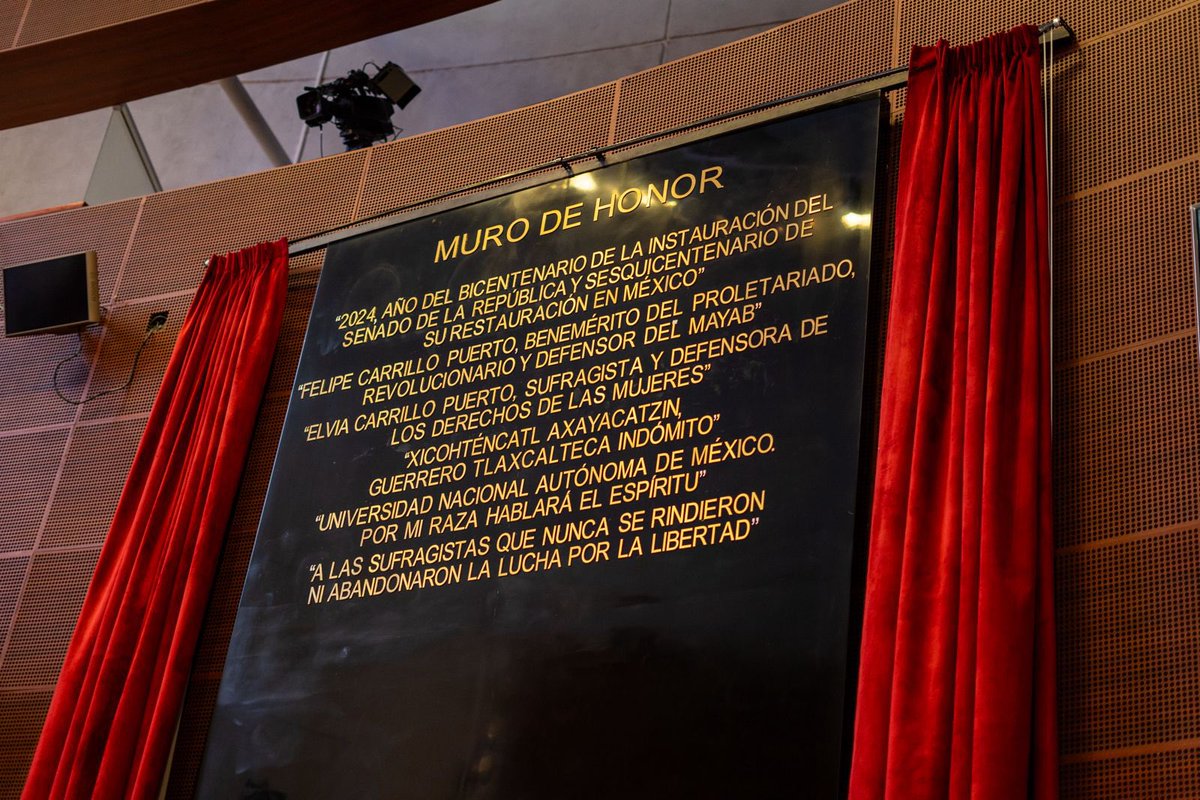 MURO DE HONOR
“2024, AÑO DEL BICENTENARIO DE LA INSTAURACIÓN DEL
SENADO DE LA REPÚBLICA Y SESQUICENTENARIO DE
SU RESTAURACIÓN EN MÉXICO”
“FELIPE CARRILLO PUERTO, BENEMÉRITO DEL PROLETARIADO,
REVOLUCIONARIO Y DEFENSOR DEL MAYAB”
“ELVIA CARRILLO PUERTO, SUFRAGISTA Y DEFENSORA DE
LOS DERECHOS DE LAS MUJERES”
“XICOHTÉNCATL AXAYACATZIN,
GUERRERO TLAXCALTECA INDÓMITO”
“UNIVERSIDAD NACIONAL AUTÓNOMA DE MÉXICO.
POR MI RAZA HABLARÁ EL ESPÍRITU”
“A LAS SUFRAGISTAS QUE NUNCA SE RINDIERON
NI ABANDONARON LA LUCHA POR LA LIBERTAD”